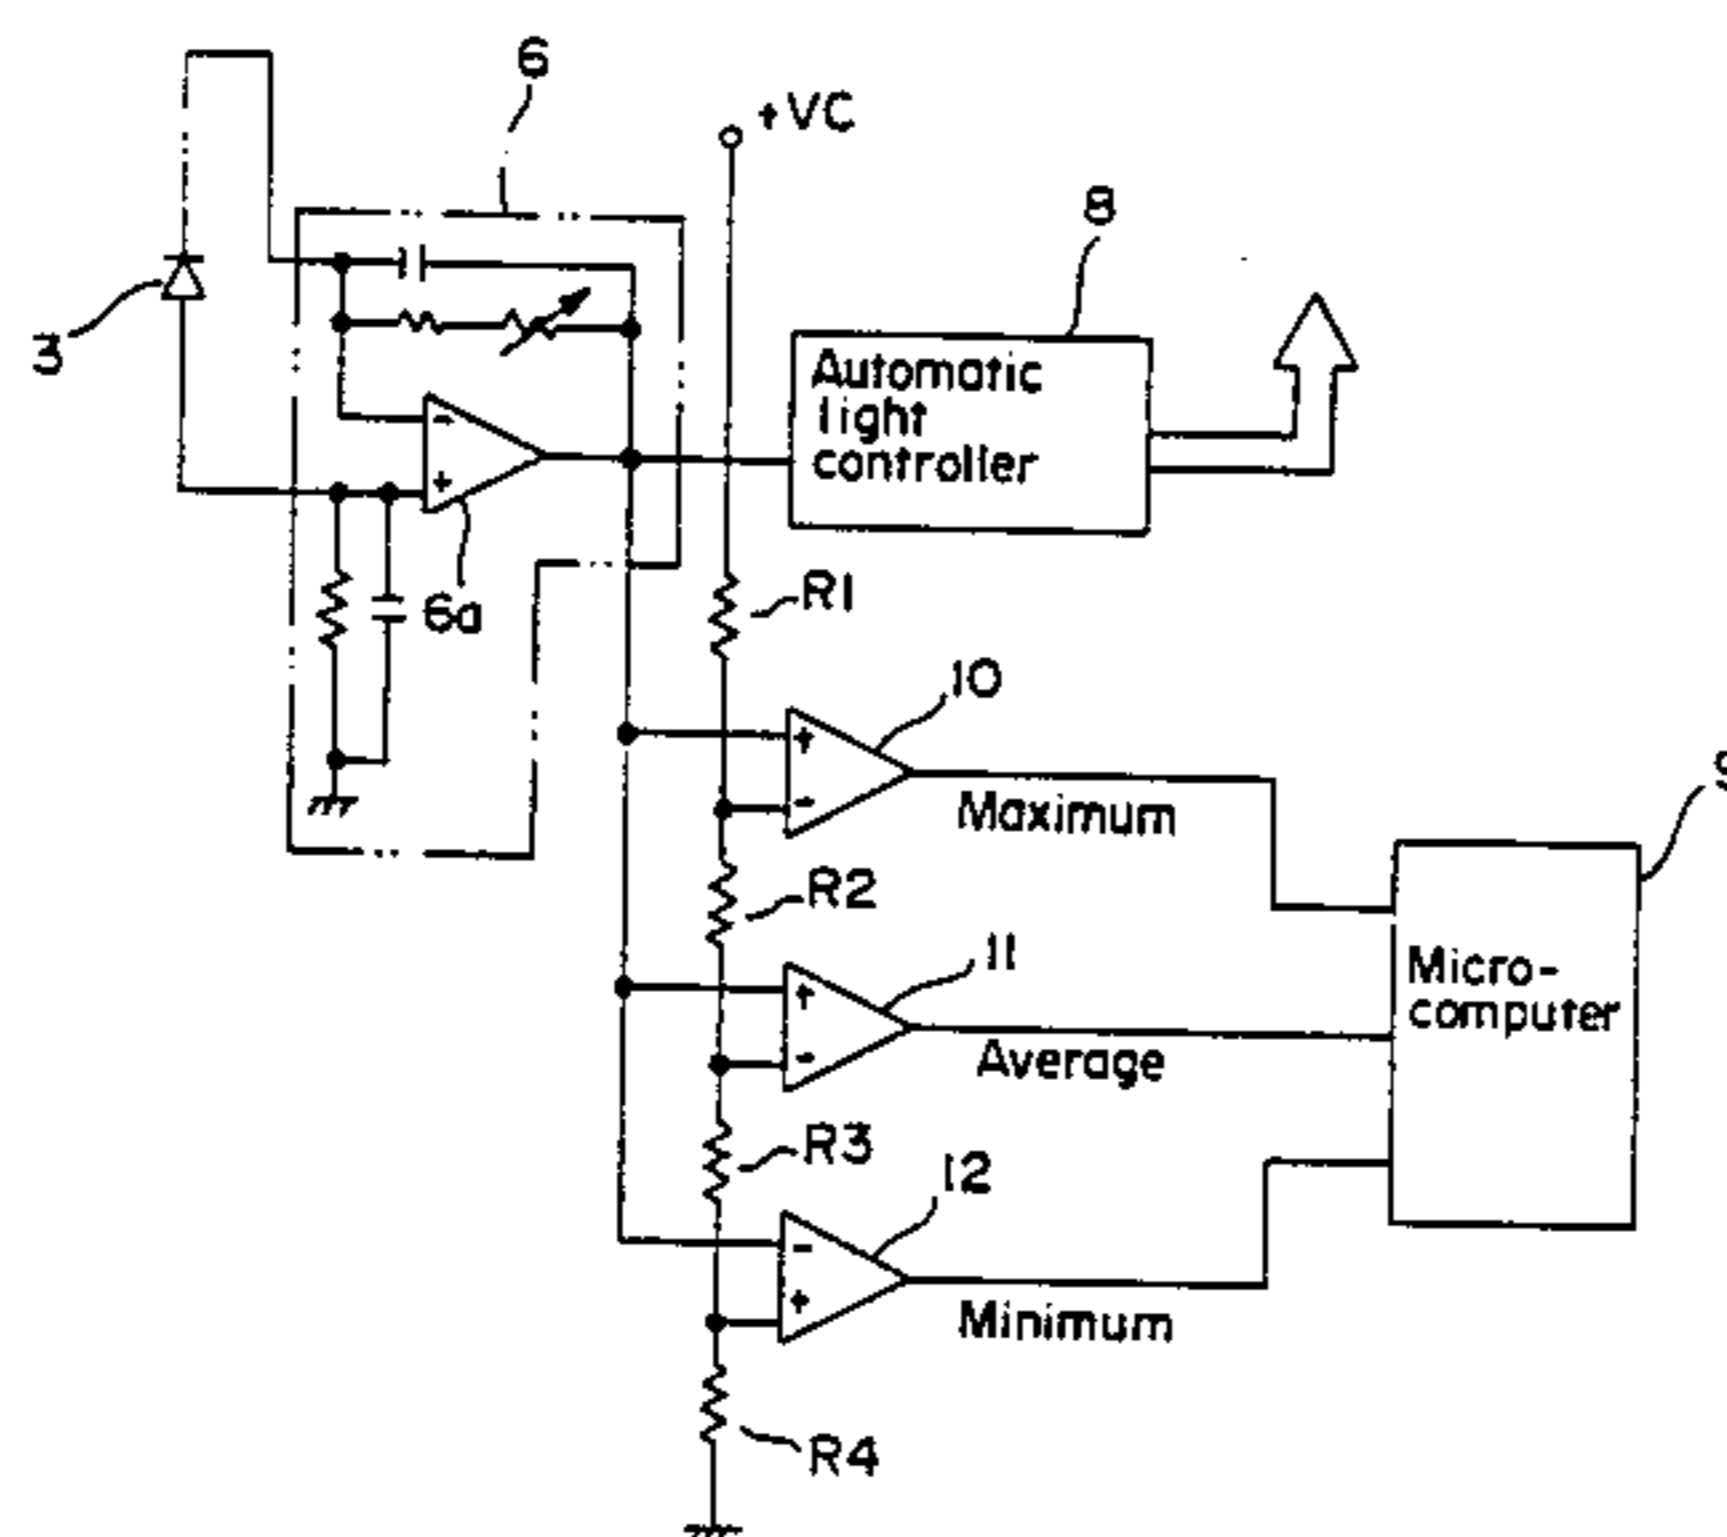 6
+VC
8
3
Automatic
light
controller
-
+
6a
R1
10
+
-
Maximum
9
R2
11
Micro-
computer
+
-
Average
R3
12
-
+
Minimum
R4